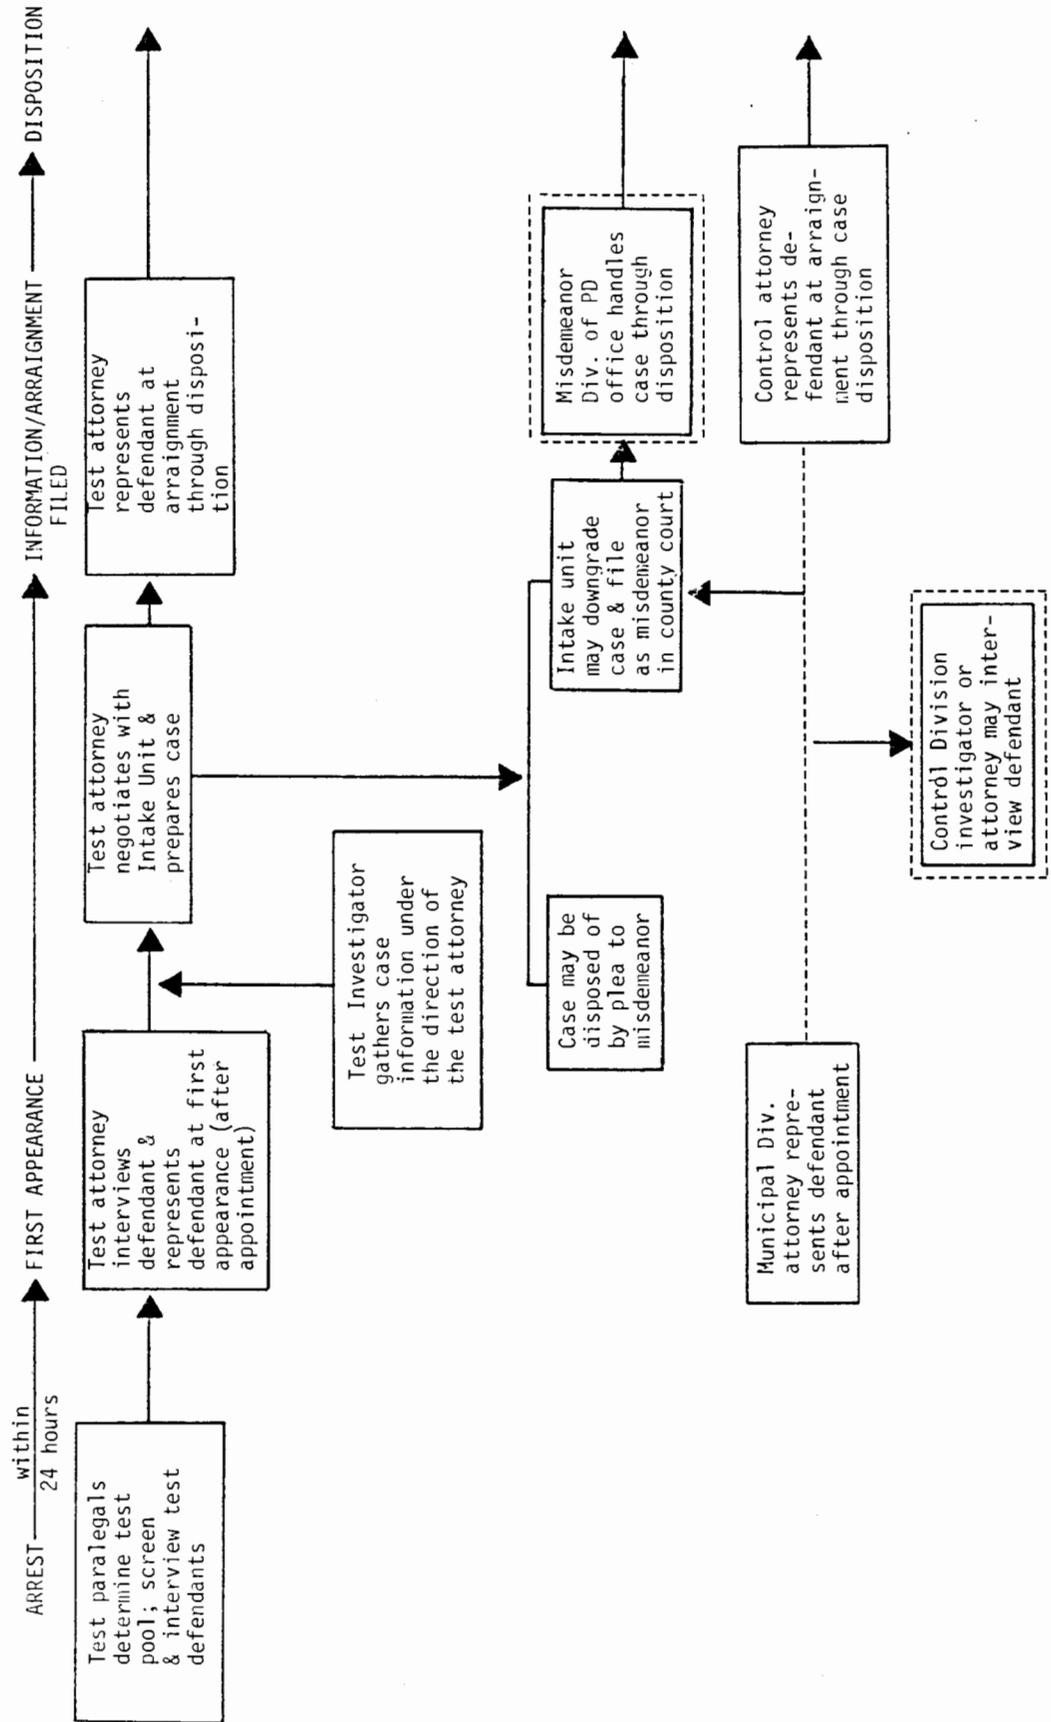 ARREST
within
24 hours
FIRST APPEARANCE
INFORMATION/ARRAIGNMENT
FILED
DISPOSITION
Test paralegals
determine test
pool; screen
& interview test
defendants
Test attorney
interviews
defendant &
represents
defendant at first
appearance (after
appointment)
Test attorney
negotiates with
Intake Unit &
prepares case
Test attorney
represents
defendant at
arraignment
through disposi-
tion
Test Investigator
gathers case
information under
the direction of
the test attorney
Case may be
disposed of
by plea to
misdemeanor
Intake unit
may downgrade
case & file
as misdemeanor
in county court
Misdemeanor
Div. of PD
office handles
case through
disposition
Municipal Div.
attorney repre-
sents defendant
after appointment
Control attorney
represents de-
fendant at arraign-
ment through case
disposition
Control Division
investigator or
attorney may inter-
view defendant